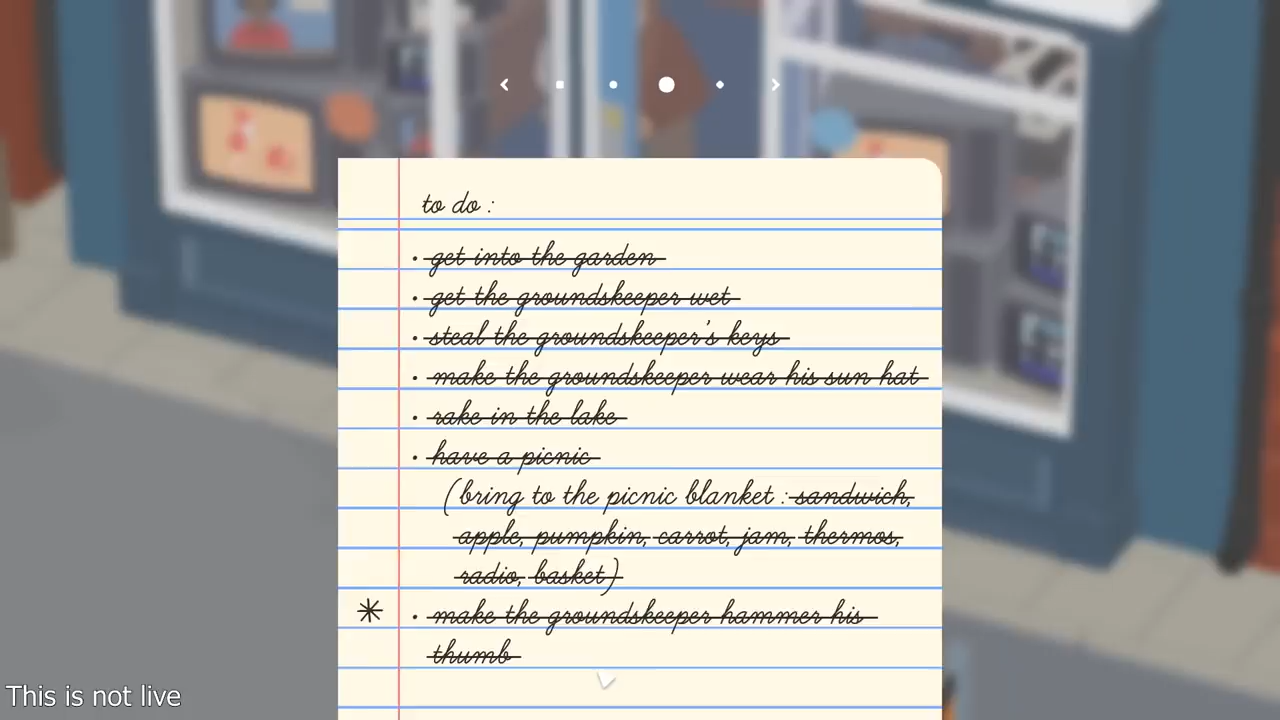 to do :
• get into the garden
• get the groundskeeper wet
• steal the groundskeeper's keys
• make the groundskeeper wear his sun hat
• rake in the lake
• have a picnic
(bring to the picnic blanket : sandwich,
apple, pumpkin, carrot, jam, thermos,
radio, basket)
• make the groundskeeper hammer his
thumb
This is not live